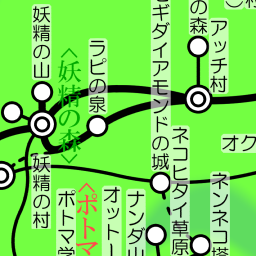 の森
アッチ村
ギダイアモンドの城
ラピの泉
〈妖精の森〉
妖精の山
オク
ネンネコ塔
ネコヒタイ草原
ナンダ山
オットー
〈ポトマ
ポトマ学
妖精の村